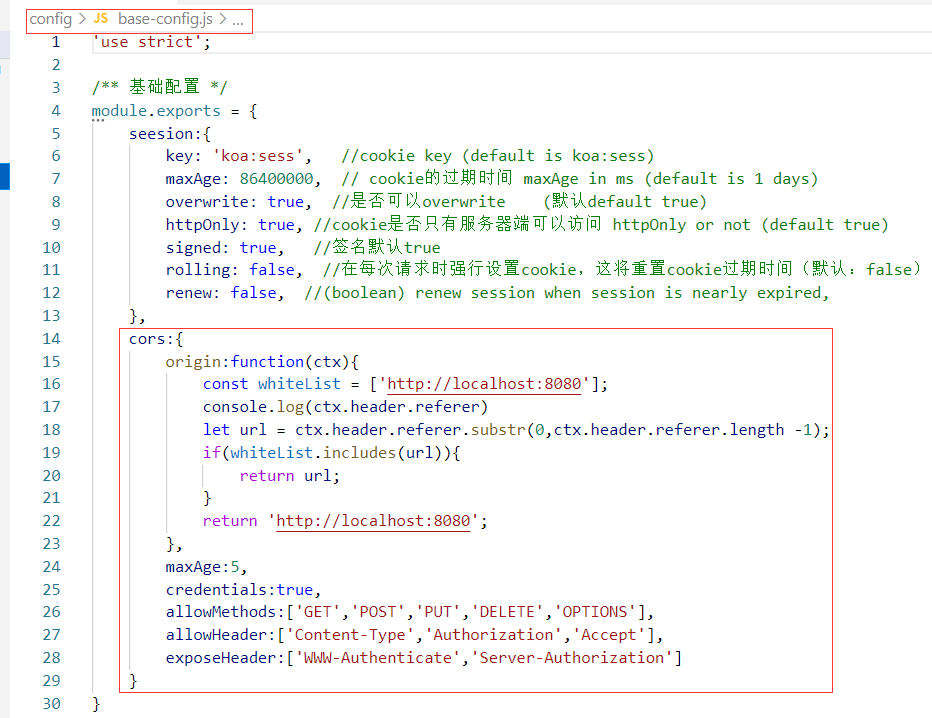 config > JS base-config.js > ...
1 'use strict';
2
3 /** 基础配置 */
4 module.exports = {
5 seesion:{
6 key: 'koa:sess', //cookie key (default is koa:sess)
7 maxAge: 86400000, // cookie的过期时间 maxAge in ms (default is 1 days)
8 overwrite: true, //是否可以overwrite (默认default true)
9 httpOnly: true, //cookie是否只有服务器端可以访问 httpOnly or not (default true)
10 signed: true, //签名默认true
11 rolling: false, //在每次请求时强行设置cookie，这将重置cookie过期时间（默认：false）
12 renew: false, //(boolean) renew session when session is nearly expired,
13 },
14 cors:{
15 origin:function(ctx){
16 const whiteList = ['http://localhost:8080'];
17 console.log(ctx.header.referer)
18 let url = ctx.header.referer.substr(0,ctx.header.referer.length -1);
19 if(whiteList.includes(url)){
20 return url;
21 }
22 return 'http://localhost:8080';
23 },
24 maxAge:5,
25 credentials:true,
26 allowMethods:['GET','POST','PUT','DELETE','OPTIONS'],
27 allowHeader:['Content-Type','Authorization','Accept'],
28 exposeHeader:['WWW-Authenticate','Server-Authorization']
29 }
30 }